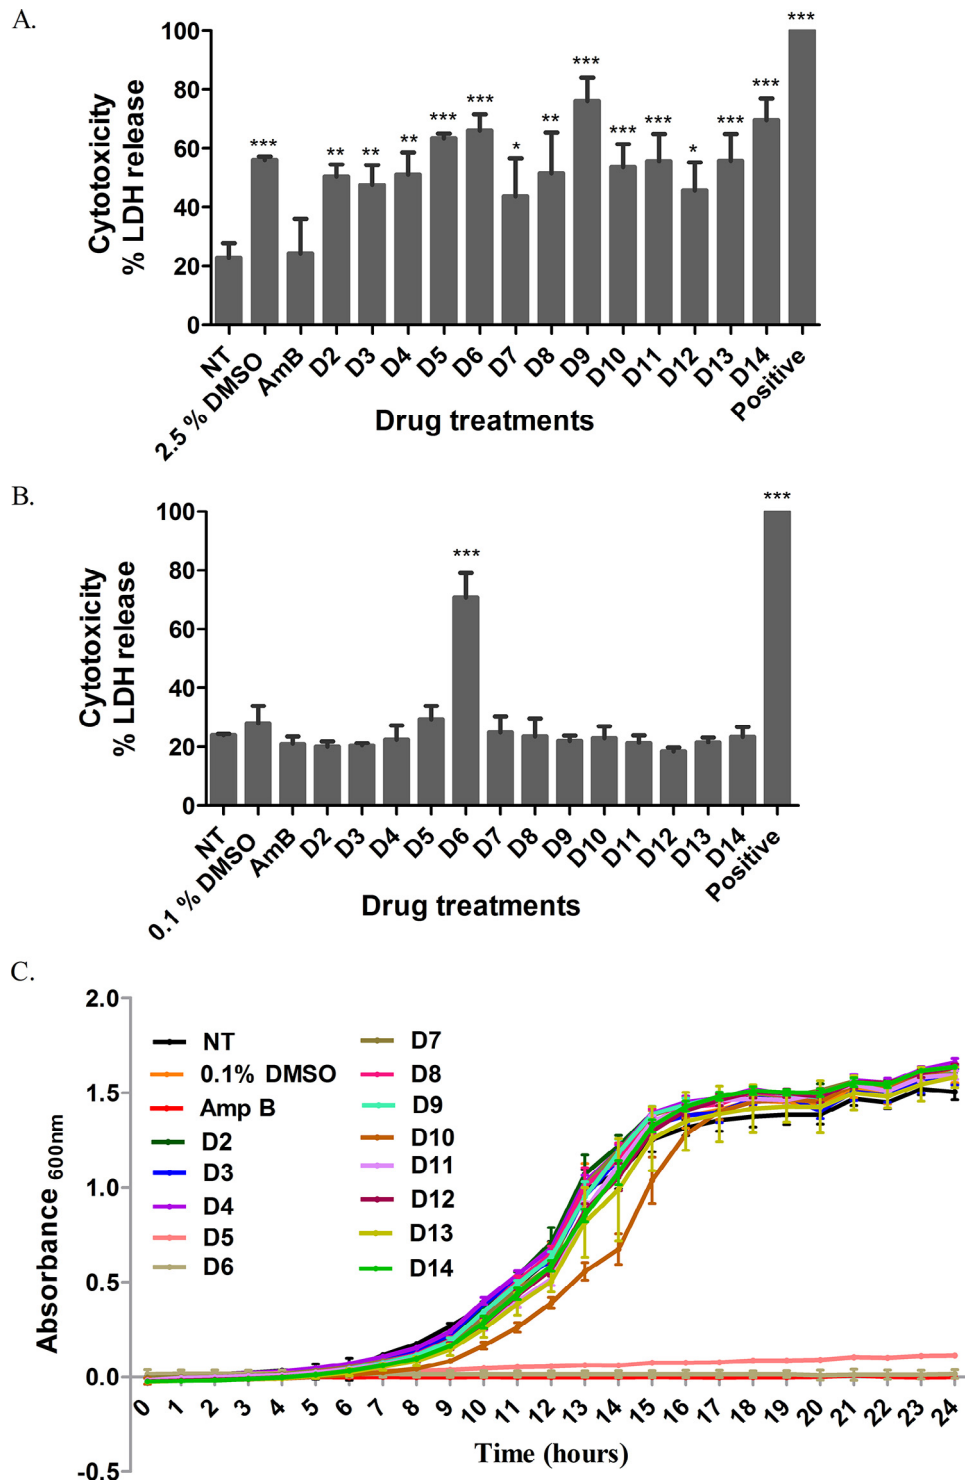 A.
Cytotoxicity
% LDH release
100
80
60
40
20
0
***
**
**
**
***
***
*
**
***
***
***
*
***
***
***
NT
2.5 % DMSO
AmB
D2
D3
D4
D5
D6
D7
D8
D9
D10
D11
D12
D13
D14
Positive
Drug treatments
B.
Cytotoxicity
% LDH release
100
80
60
40
20
0
***
***
NT
0.1 % DMSO
AmB
D2
D3
D4
D5
D6
D7
D8
D9
D10
D11
D12
D13
D14
Positive
Drug treatments
C.
Absorbance 600nm
2.0
1.5
1.0
0.5
0.0
-0.5
NT
0.1% DMSO
Amp B
D2
D3
D4
D5
D6
D7
D8
D9
D10
D11
D12
D13
D14
0 1 2 3 4 5 6 7 8 9 10 11 12 13 14 15 16 17 18 19 20 21 22 23 24
Time (hours)